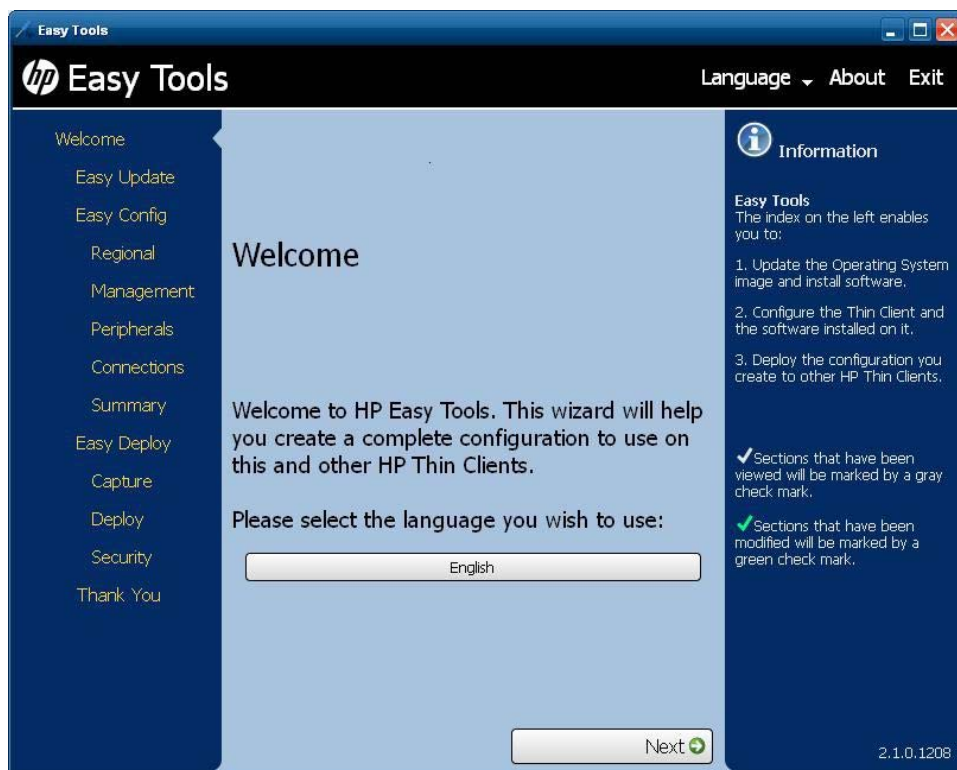 Easy Tools
hp Easy Tools
Language About Exit
Welcome
Easy Update
Easy Config
Regional
Management
Peripherals
Connections
Summary
Easy Deploy
Capture
Deploy
Security
Thank You
Welcome
Welcome to HP Easy Tools. This wizard will help
you create a complete configuration to use on
this and other HP Thin Clients.
Please select the language you wish to use:
English
Next
Information
Easy Tools
The index on the left enables
you to:
1. Update the Operating System
image and install software.
2. Configure the Thin Client and
the software installed on it.
3. Deploy the configuration you
create to other HP Thin Clients.
Sections that have been
viewed will be marked by a gray
check mark.
Sections that have been
modified will be marked by a
green check mark.
2.1.0.1208